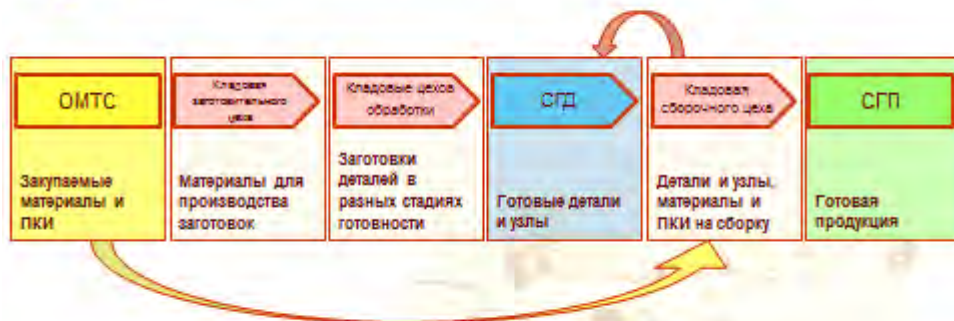 ОМТС
Кладовая
заготовительного
цеха
Кладовые цехов
обработки
СГД
Кладовая
сборочного цеха
СГП
Закупаемые
материалы и
ПКИ
Материалы для
производства
заготовок
Заготовки
деталей в
разных стадиях
готовности
Готовые детали
и узлы
Детали и узлы,
материалы и
ПКИ на сборку
Готовая
продукция